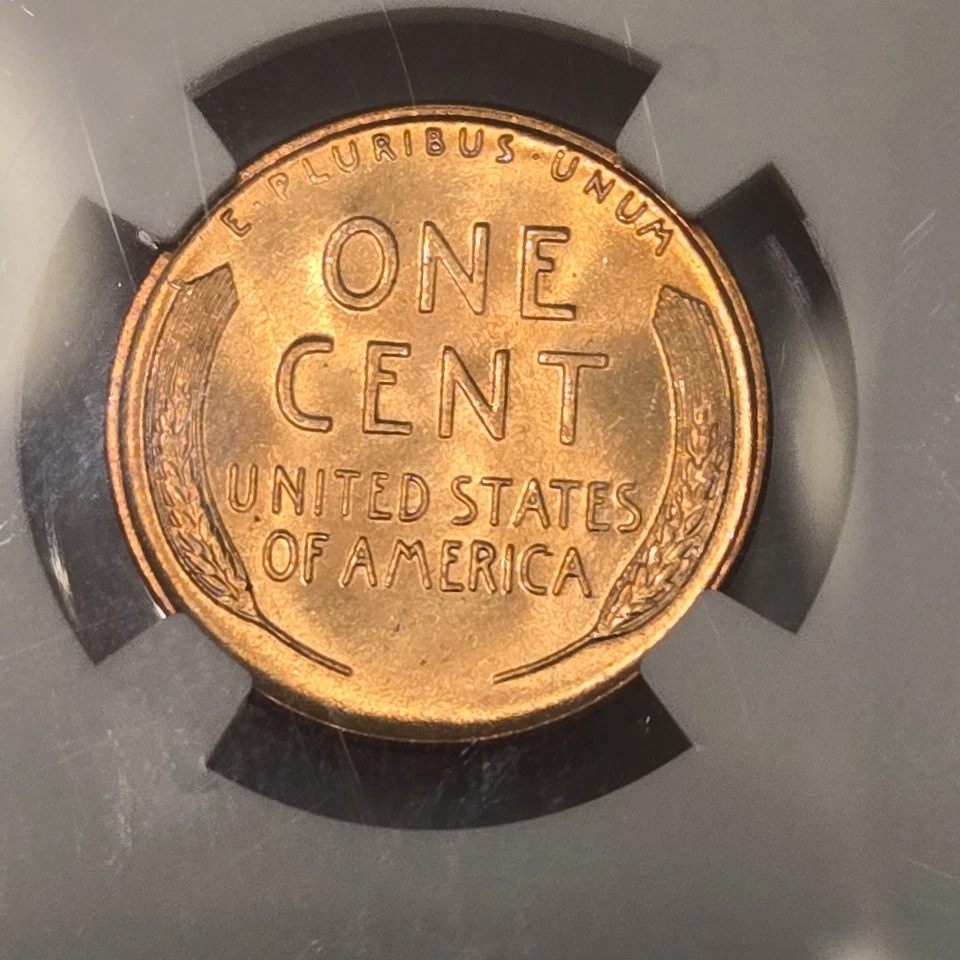 E · PLURIBUS · UNUM
ONE
CENT
UNITED STATES
OF AMERICA